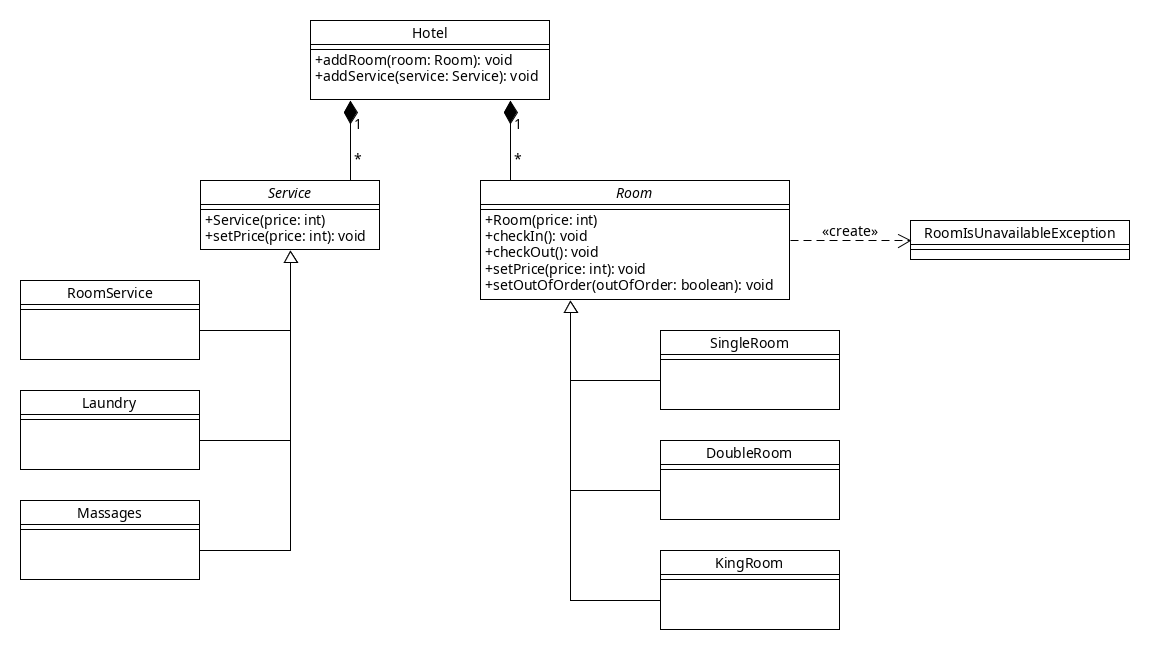 Hotel
+addRoom(room: Room): void
+addService(service: Service): void
1
1
*
*
Service
+Service(price: int)
+setPrice(price: int): void
Room
+Room(price: int)
+checkIn(): void
+checkOut(): void
+setPrice(price: int): void
+setOutOfOrder(outOfOrder: boolean): void
«create»
RoomIsUnavailableException
RoomService
Laundry
Massages
SingleRoom
DoubleRoom
KingRoom